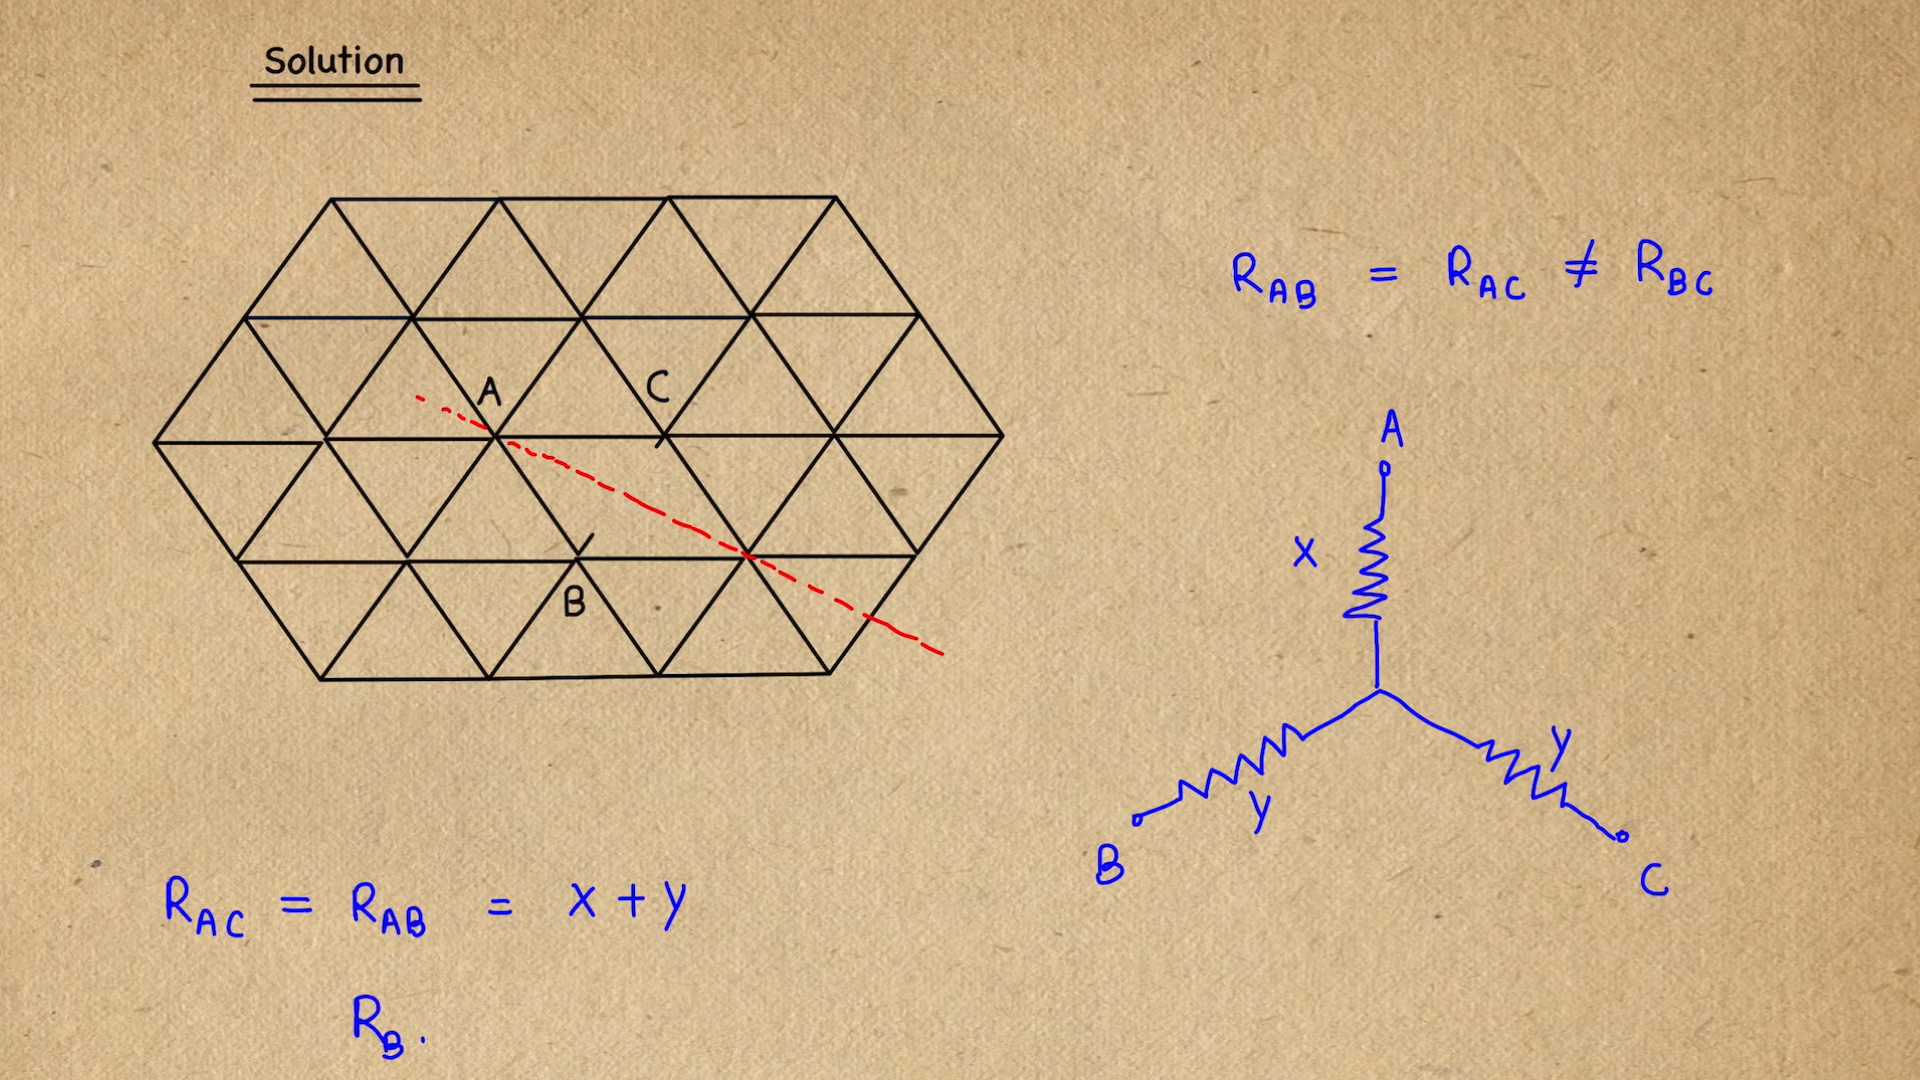 Solution
R_AB = R_AC ≠ R_BC
A
C
B
A
x
y
y
B
C
R_AC = R_AB = x + y
R_B.